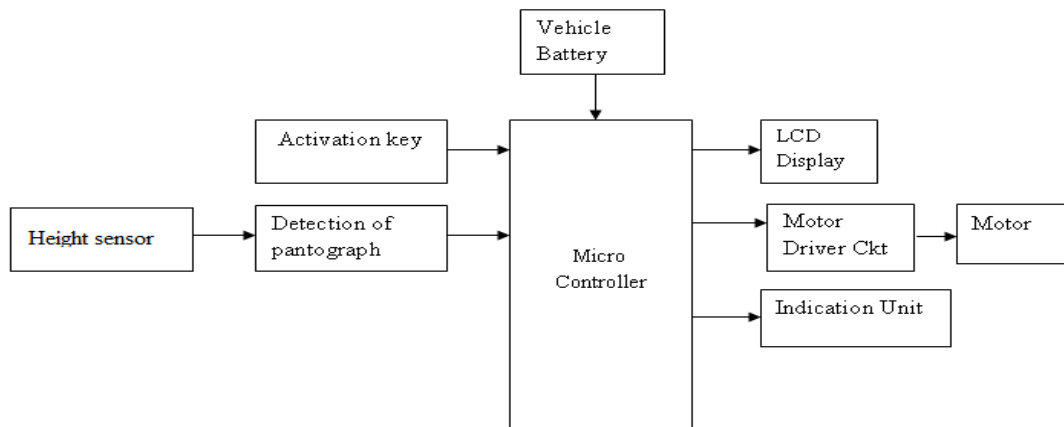 Vehicle
Battery
Activation key
LCD
Display
Height sensor
Detection of
pantograph
Micro
Controller
Motor
Driver Ckt
Motor
Indication Unit